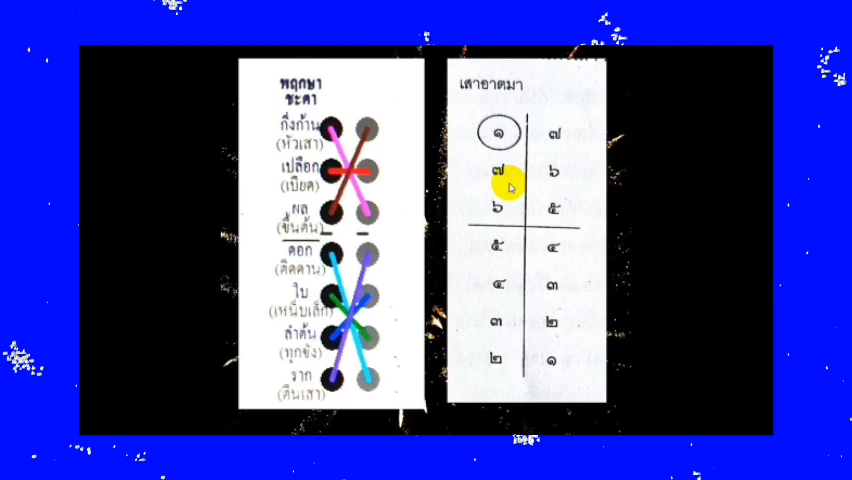 พฤกษา
ชะตา
กิ่งก้าน
(หัวเสา)
เปลือก
(เบียด)
ผล
(ขึ้นต้น)
ดอก
(ติดดาน)
ใบ
(เหน็บเล็ก)
ลำต้น
(ทุกขัง)
ราก
(ตีนเสา)
เสาอาตมา
๑ ๗
๗ ๖
๖ ๕
๕ ๔
๔ ๓
๓ ๒
๒ ๑